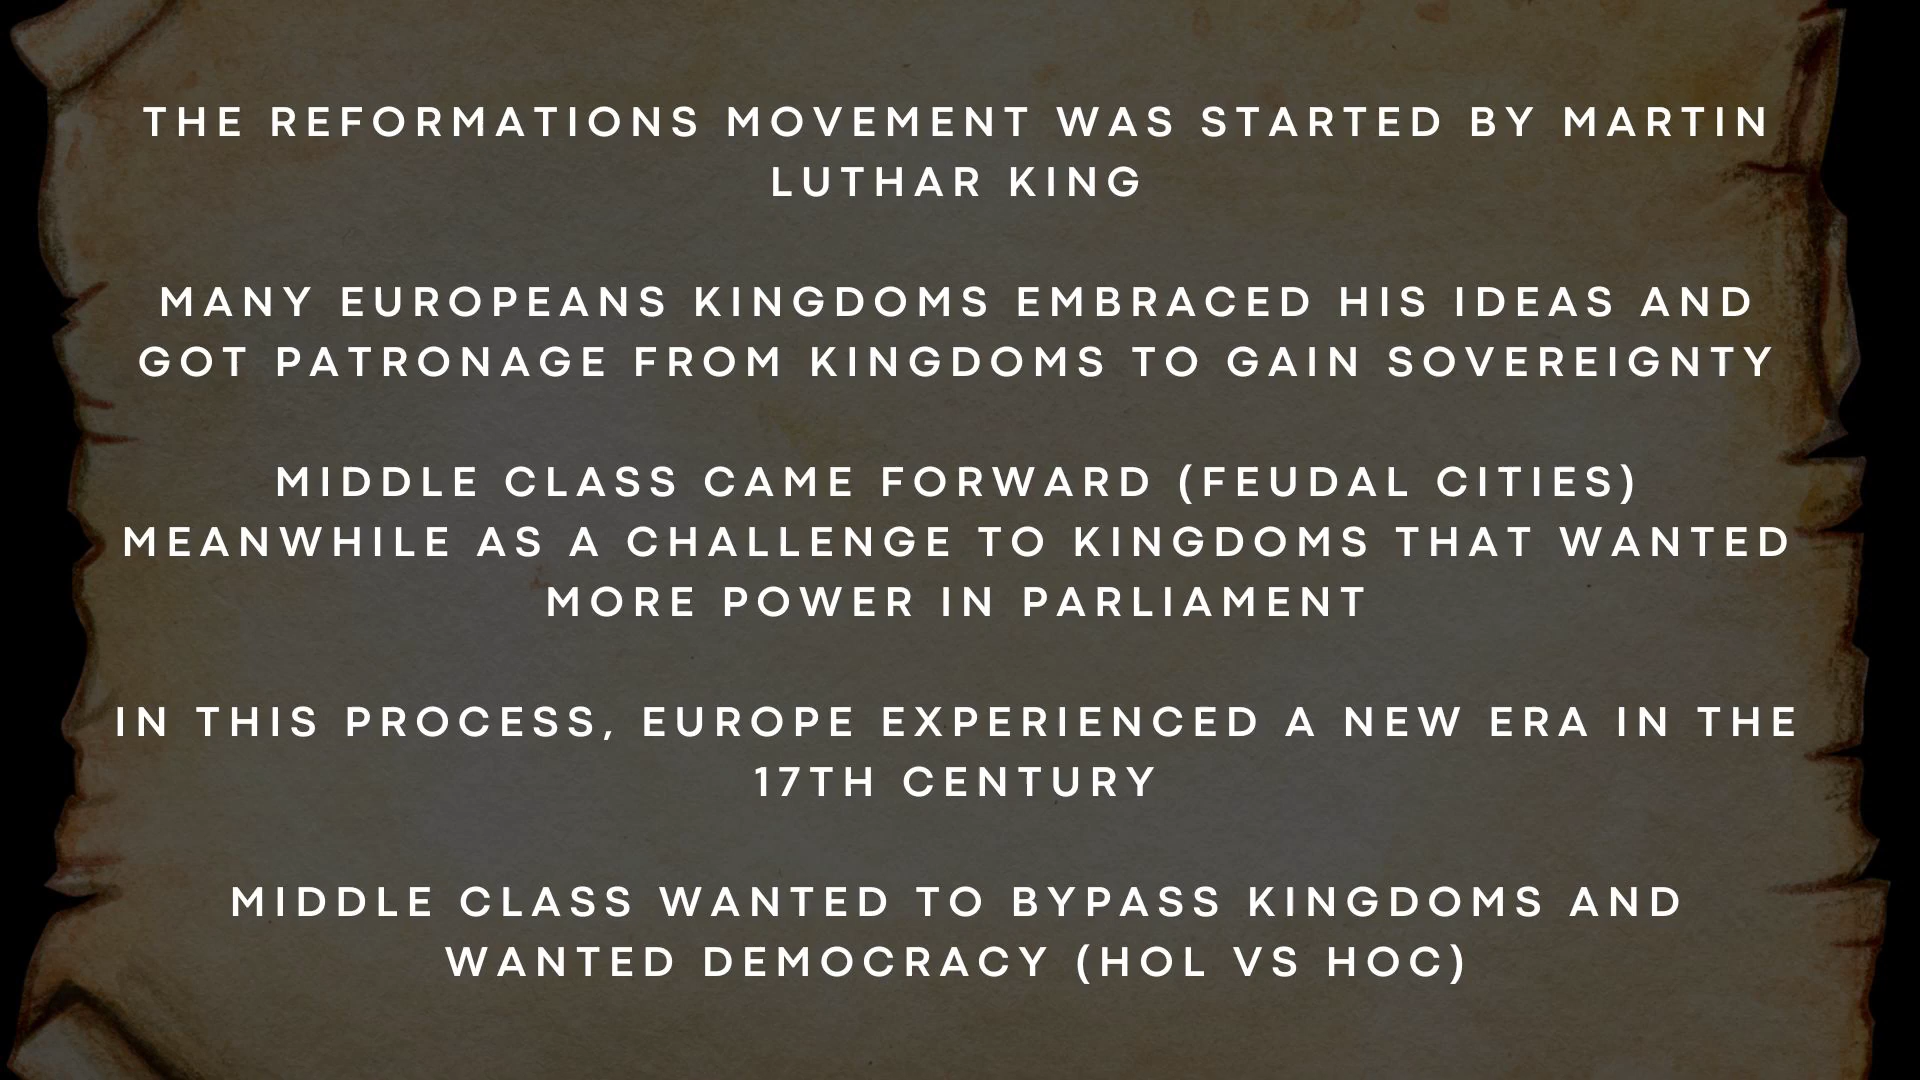 THE REFORMATIONS MOVEMENT WAS STARTED BY MARTIN
LUTHAR KING
MANY EUROPEANS KINGDOMS EMBRACED HIS IDEAS AND
GOT PATRONAGE FROM KINGDOMS TO GAIN SOVEREIGNTY
MIDDLE CLASS CAME FORWARD (FEUDAL CITIES)
MEANWHILE AS A CHALLENGE TO KINGDOMS THAT WANTED
MORE POWER IN PARLIAMENT
IN THIS PROCESS, EUROPE EXPERIENCED A NEW ERA IN THE
17TH CENTURY
MIDDLE CLASS WANTED TO BYPASS KINGDOMS AND
WANTED DEMOCRACY (HOL VS HOC)